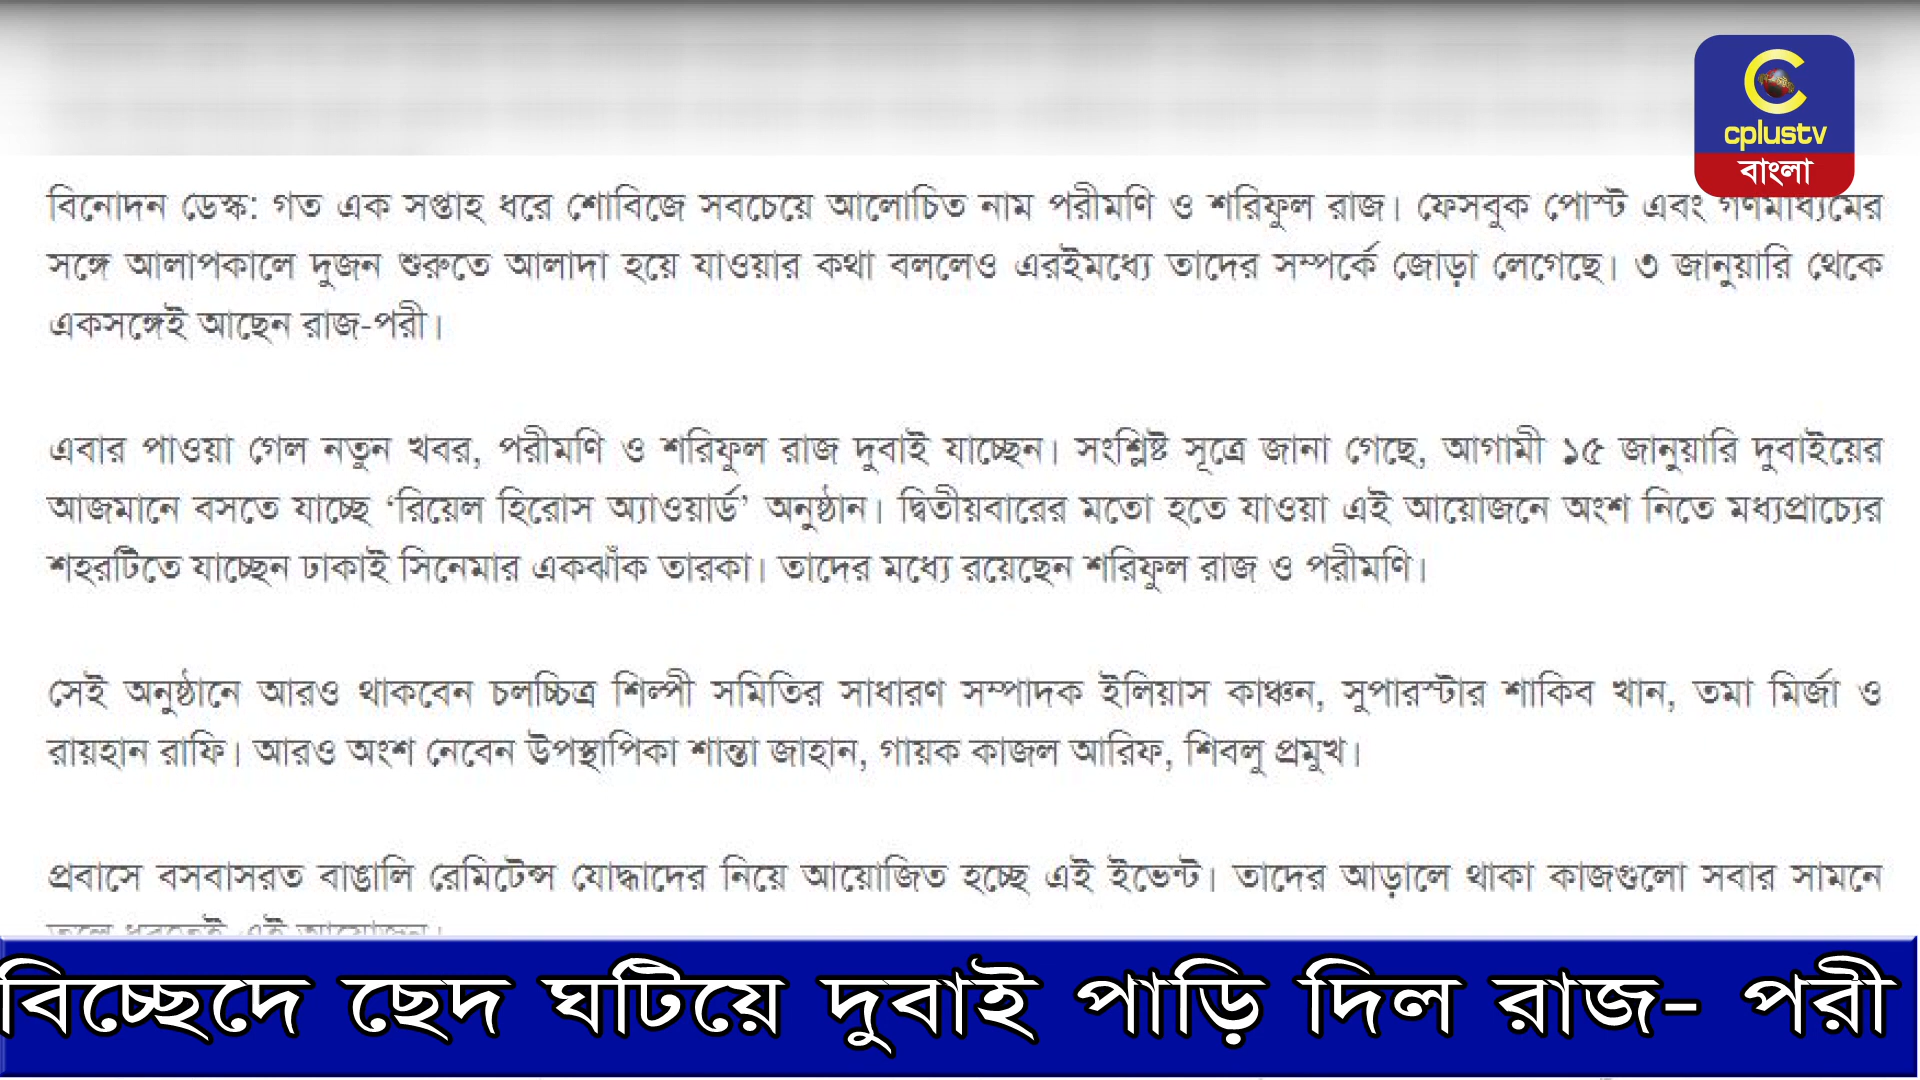 cplustv
বাংলা
বিনোদন ডেস্ক: গত এক সপ্তাহ ধরে শোবিজে সবচেয়ে আলোচিত নাম পরীমণি ও শরিফুল রাজ। ফেসবুক পোস্ট এবং গণমাধ্যমের
সঙ্গে আলাপকালে দুজন শুরুতে আলাদা হয়ে যাওয়ার কথা বললেও এরইমধ্যে তাদের সম্পর্কে জোড়া লেগেছে। ৩ জানুয়ারি থেকে
একসঙ্গেই আছেন রাজ-পরী।
এবার পাওয়া গেল নতুন খবর, পরীমণি ও শরিফুল রাজ দুবাই যাচ্ছেন। সংশ্লিষ্ট সূত্রে জানা গেছে, আগামী ১৫ জানুয়ারি দুবাইয়ের
আজমানে বসতে যাচ্ছে ‘রিয়েল হিরোস অ্যাওয়ার্ড’ অনুষ্ঠান। দ্বিতীয়বারের মতো হতে যাওয়া এই আয়োজনে অংশ নিতে মধ্যপ্রাচ্যের
শহরটিতে যাচ্ছেন ঢাকাই সিনেমার একঝাঁক তারকা। তাদের মধ্যে রয়েছেন শরিফুল রাজ ও পরীমণি।
সেই অনুষ্ঠানে আরও থাকবেন চলচ্চিত্র শিল্পী সমিতির সাধারণ সম্পাদক ইলিয়াস কাঞ্চন, সুপারস্টার শাকিব খান, তমা মির্জা ও
রায়হান রাফি। আরও অংশ নেবেন উপস্থাপিকা শান্তা জাহান, গায়ক কাজল আরিফ, শিবলু প্রমুখ।
প্রবাসে বসবাসরত বাঙালি রেমিটেন্স যোদ্ধাদের নিয়ে আয়োজিত হচ্ছে এই ইভেন্ট। তাদের আড়ালে থাকা কাজগুলো সবার সামনে
তুলে ধরতেই এই আয়োজন।
বিচ্ছেদে ছেদ ঘটিয়ে দুবাই পাড়ি দিল রাজ- পরী